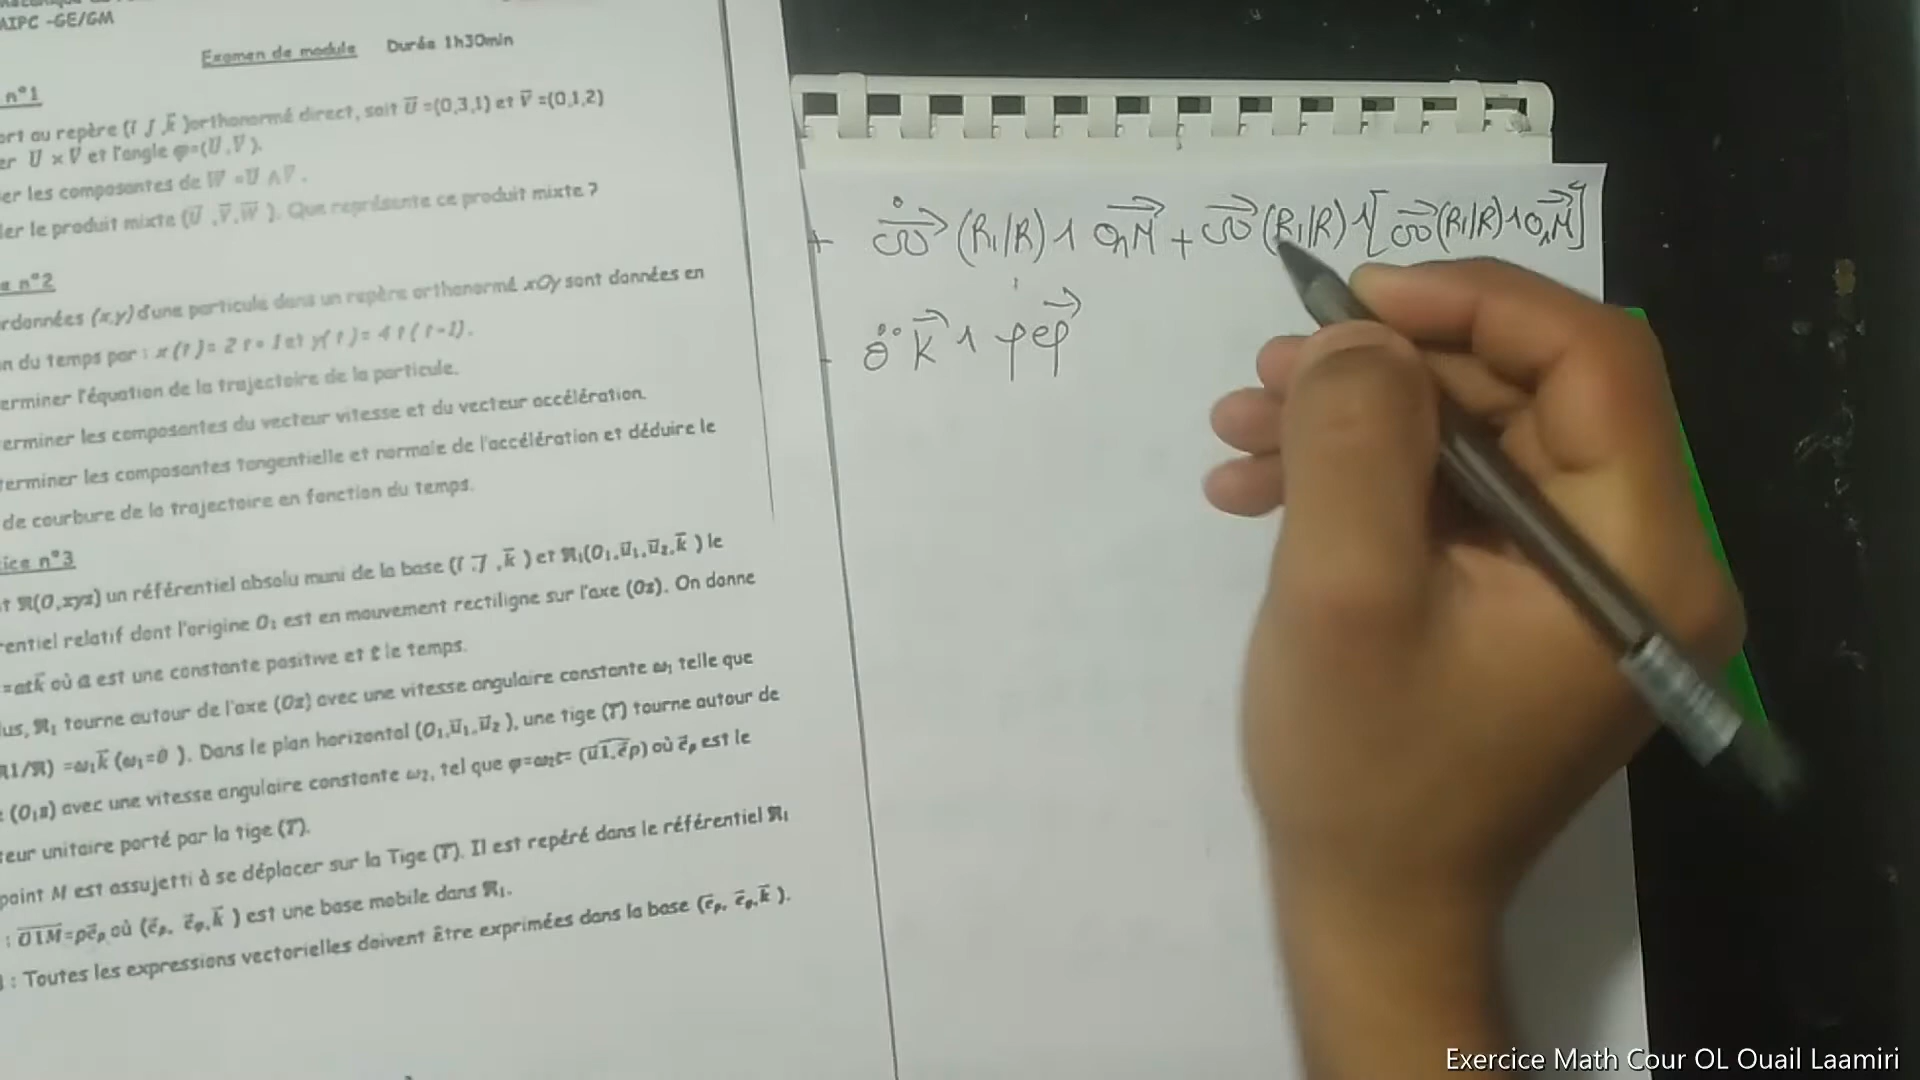 AIPC -GE/GM
Examen de module Durée 1h30min
n°1
ort au repère (i j k )orthonormé direct, soit U =(0,3,1) et V =(0,1,2)
er U × V et l'angle φ=(U ,V ).
er les composantes de W =U ∧V .
ler le produit mixte (U ,V,W ). Que représente ce produit mixte ?
n°2
rdonnées (x,y) d'une particule dans un repère orthonormé xOy sont données en
n du temps par : x(t)= 2 t+1 et y(t)= 4 t( t-1).
erminer l'équation de la trajectoire de la particule.
terminer les composantes du vecteur vitesse et du vecteur accélération.
terminer les composantes tangentielle et normale de l'accélération et déduire le
de courbure de la trajectoire en fonction du temps.
ice n°3
t ℜ(O,xyz) un référentiel absolu muni de la base (i ,j ,k ) et ℜ1(O1,u1,u2,k ) le
rentiel relatif dont l'origine O1 est en mouvement rectiligne sur l'axe (Oz). On donne
=atk où a est une constante positive et t le temps.
lus, ℜ1 tourne autour de l'axe (Oz) avec une vitesse angulaire constante ω1 telle que
ℜ1/ℜ) =ω1k (ω1=θ ). Dans le plan horizontal (O1,u1,u2 ), une tige (T) tourne autour de
(O1z) avec une vitesse angulaire constante ω2, tel que φ=ω2t= (u1,eρ) où eρ est le
teur unitaire porté par la tige (T).
point M est assujetti à se déplacer sur la Tige (T). Il est repéré dans le référentiel ℜ1
: O1M=ρeρ où (eρ, eφ,k ) est une base mobile dans ℜ1.
: Toutes les expressions vectorielles doivent être exprimées dans la base (eρ, eφ,k ).
+ ω̇ (R1/R) ∧ O1M + ω (R1/R) ∧ [ω (R1/R) ∧ O1M]
θ̈ k ∧ ρeρ
Exercice Math Cour OL Ouail Laamiri